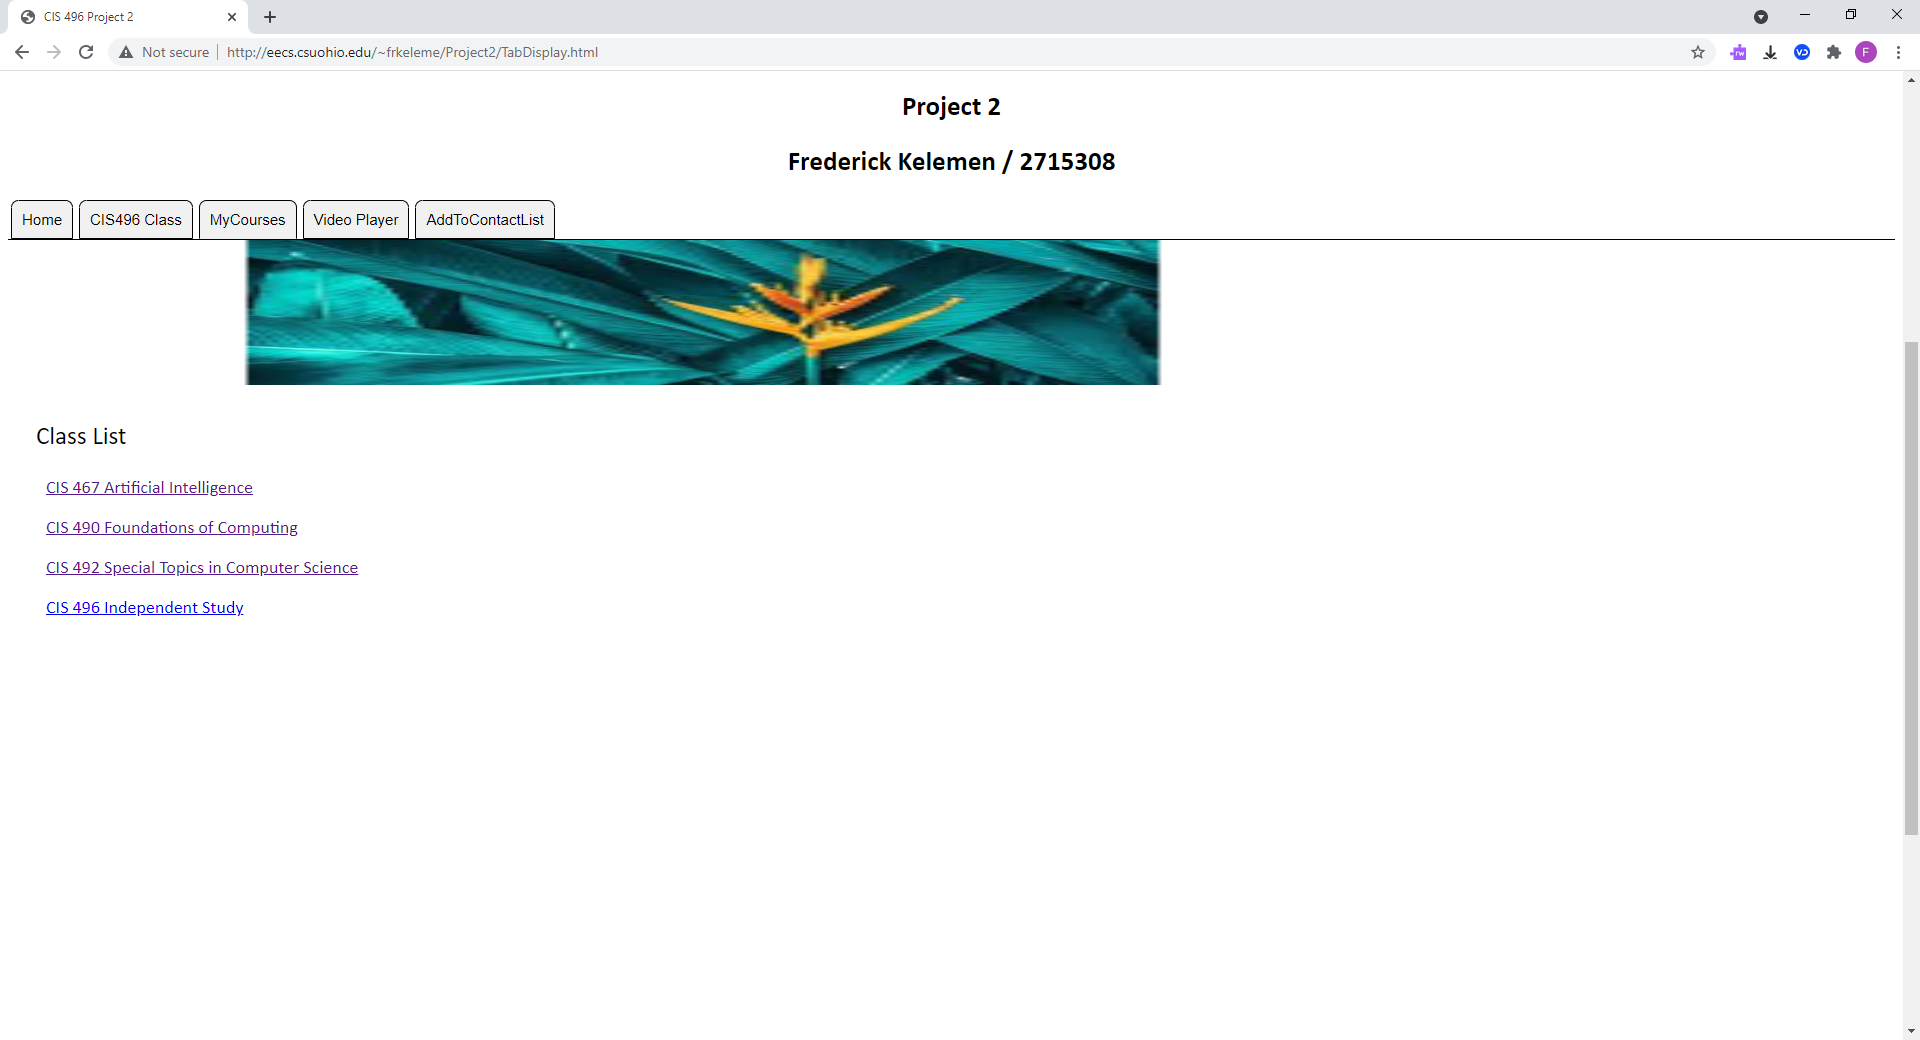 CIS 496 Project 2
Not secure
http://eecs.csuohio.edu/~frkeleme/Project2/TabDisplay.html
rw
VD
F
Project 2
Frederick Kelemen / 2715308
Home
CIS496 Class
MyCourses
Video Player
AddToContactList
Class List
CIS 467 Artificial Intelligence
CIS 490 Foundations of Computing
CIS 492 Special Topics in Computer Science
CIS 496 Independent Study